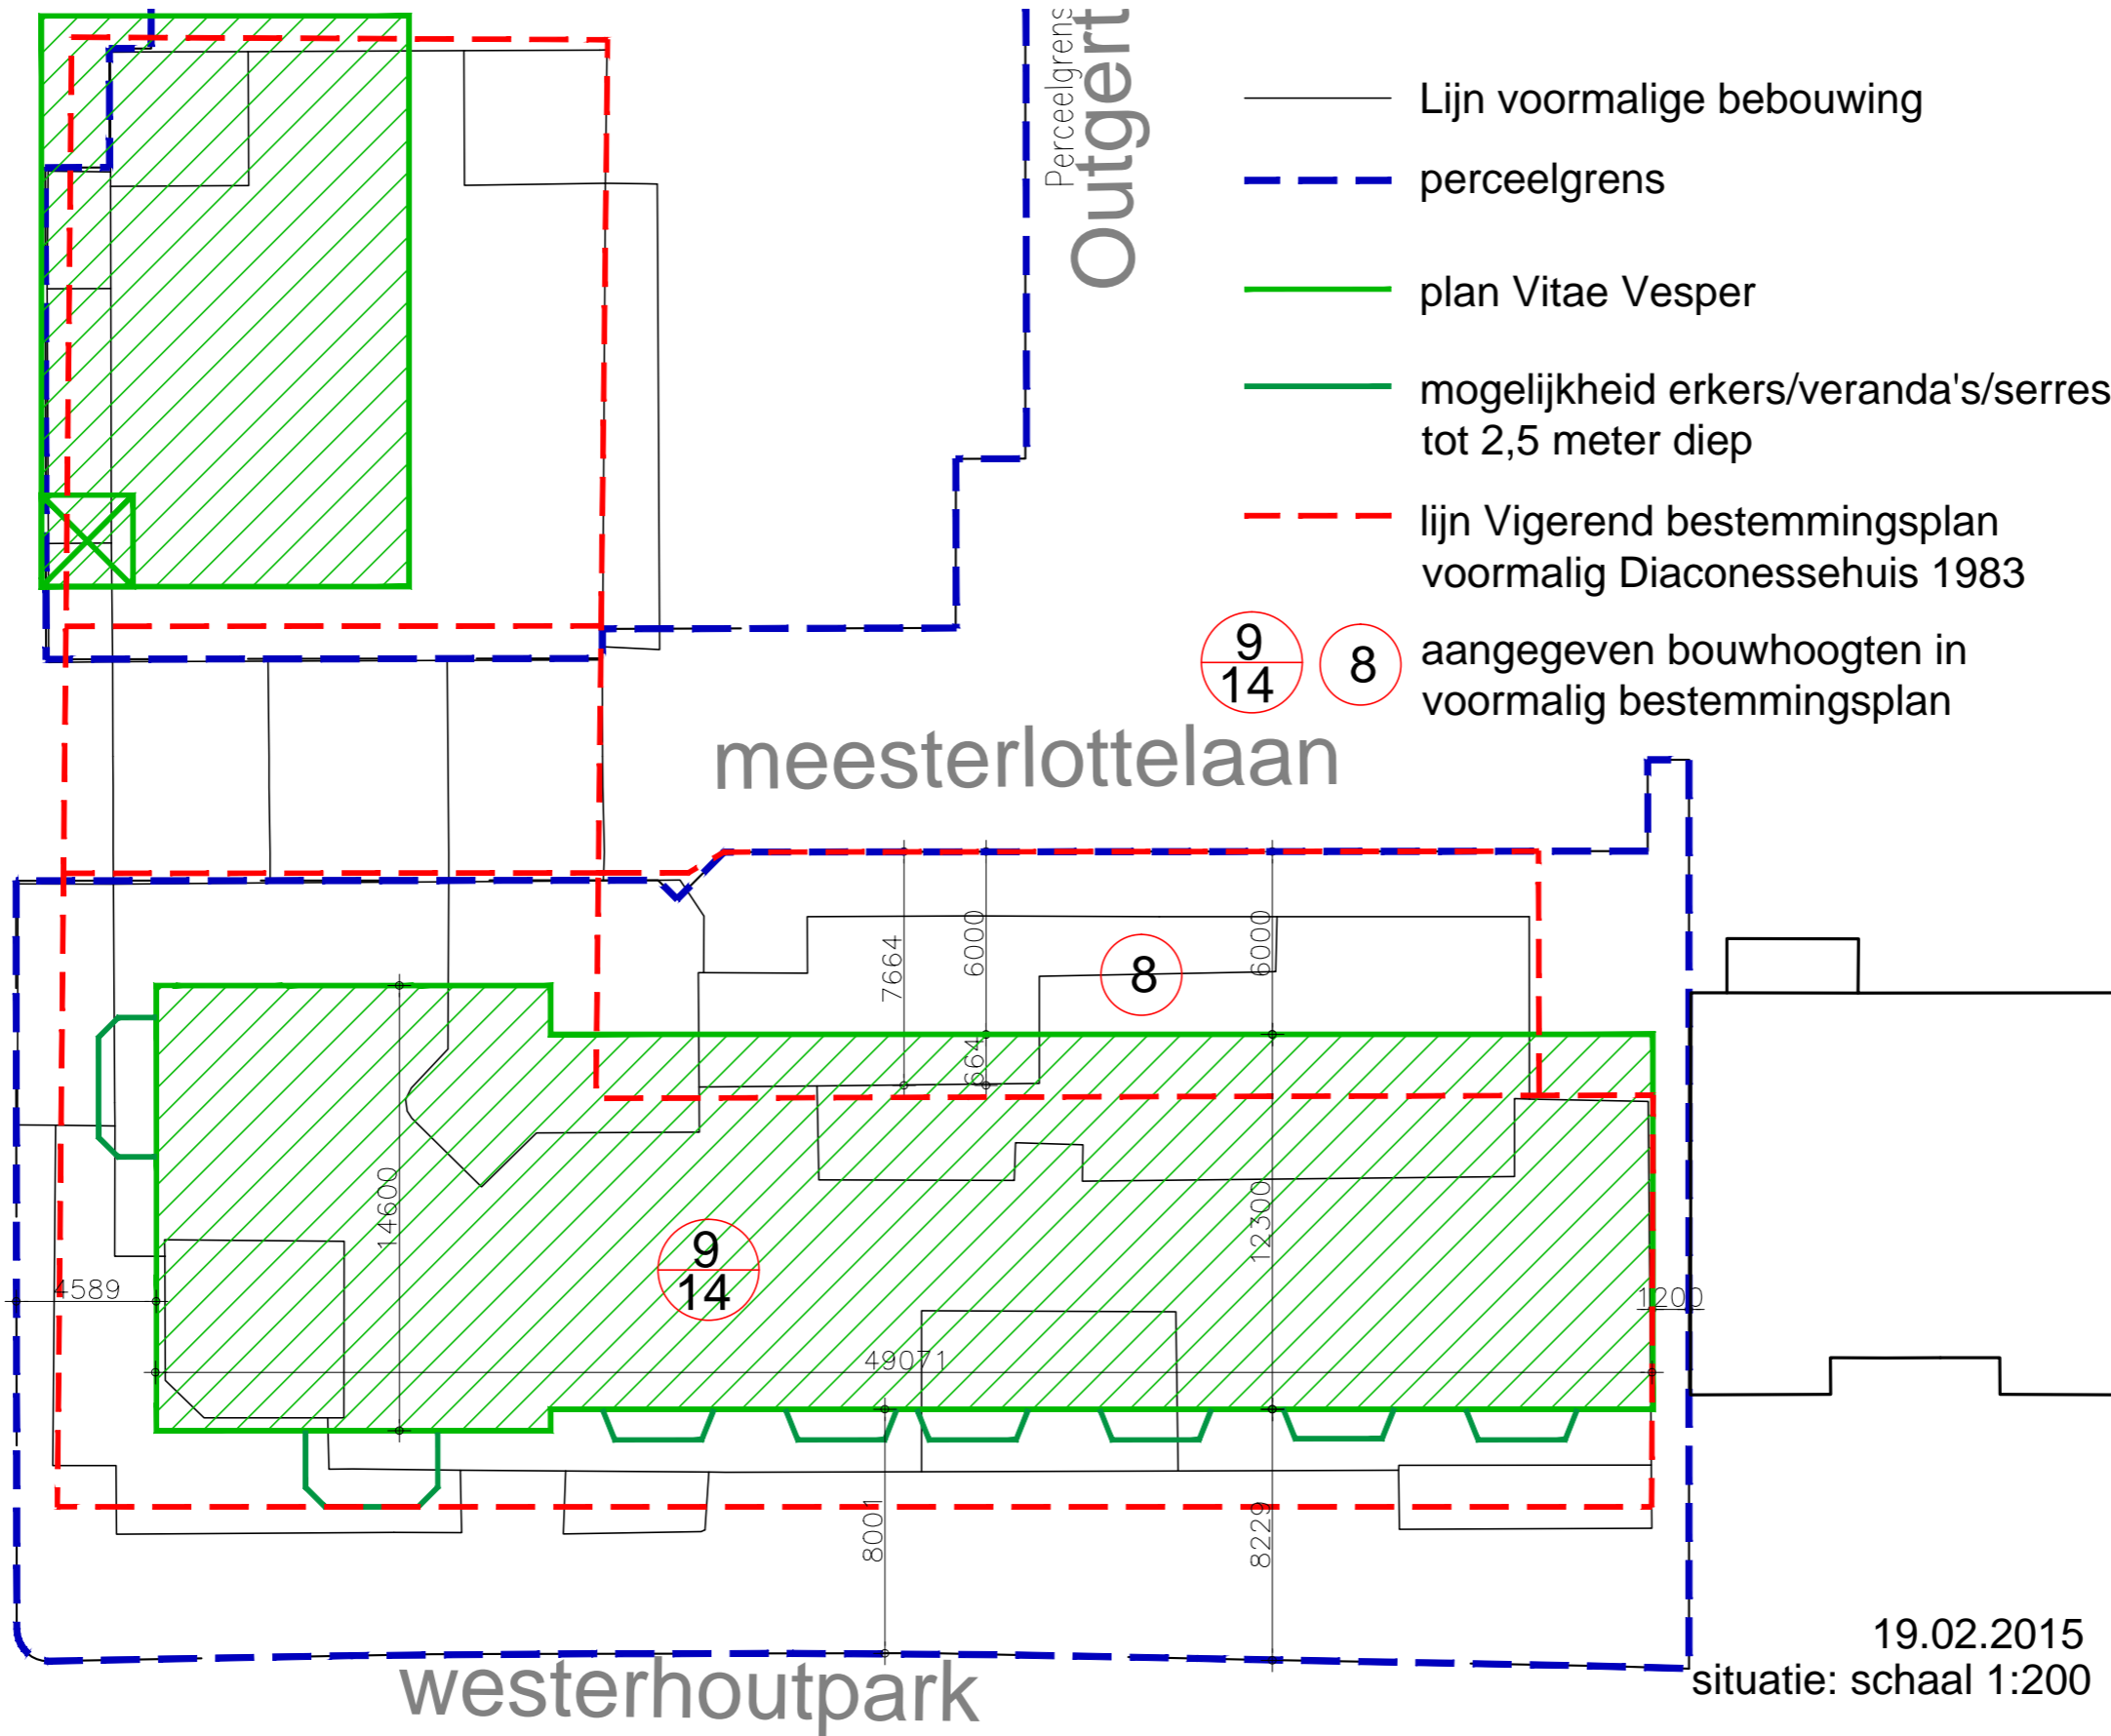 Perceelgrens
Outgert
Lijn voormalige bebouwing
perceelgrens
plan Vitae Vesper
mogelijkheid erkers/veranda's/serres
tot 2,5 meter diep
lijn Vigerend bestemmingsplan
voormalig Diaconessehuis 1983
9
14
8
aangegeven bouwhoogten in
voormalig bestemmingsplan
meesterlottelaan
7664
6000
6000
8
664
14600
12300
9
14
4589
1200
49071
8001
8229
westerhoutpark
19.02.2015
situatie: schaal 1:200